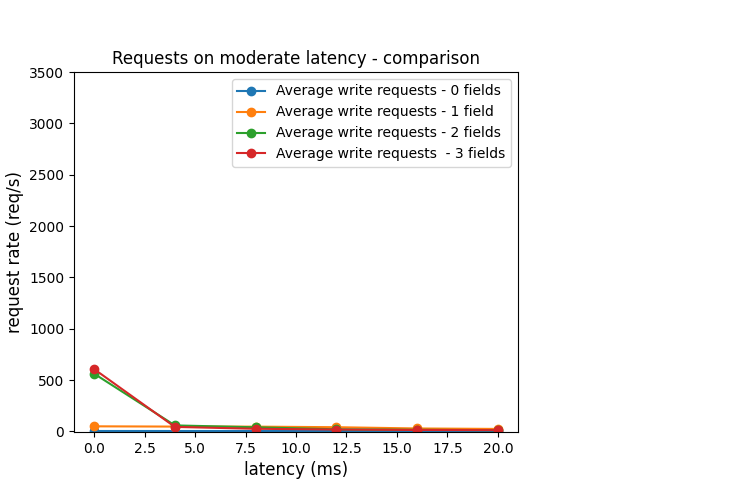 Requests on moderate latency - comparison
Average write requests - 0 fields
Average write requests - 1 field
Average write requests - 2 fields
Average write requests  - 3 fields
request rate (req/s)
3500
3000
2500
2000
1500
1000
500
0
0.0 2.5 5.0 7.5 10.0 12.5 15.0 17.5 20.0
latency (ms)